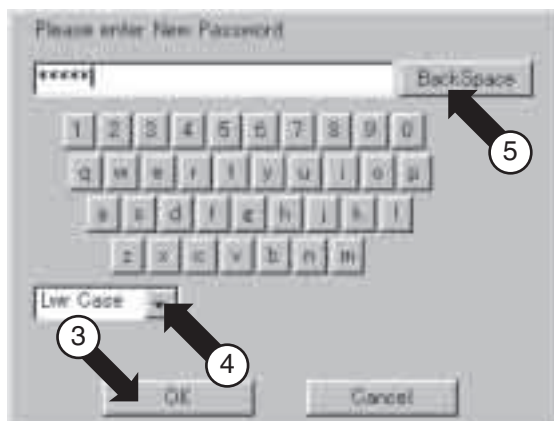 Please enter New Password
***** BackSpace
1 2 3 4 5 6 7 8 9 0
5
q w e r t y u i o p
a s d f g h j k l
z x c v b n m
Lwr Case
3
4
OK Cancel